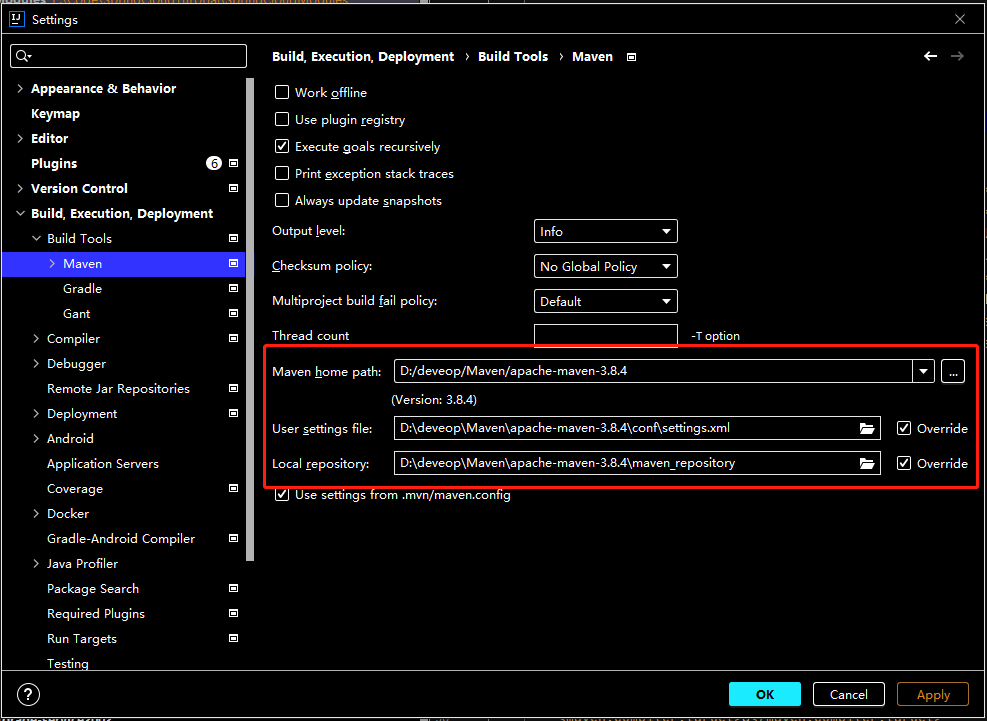 Settings
Build, Execution, Deployment › Build Tools › Maven
Appearance & Behavior
Keymap
Editor
Plugins 6
Version Control
Build, Execution, Deployment
Build Tools
Maven
Gradle
Gant
Compiler
Debugger
Remote Jar Repositories
Deployment
Android
Application Servers
Coverage
Docker
Gradle-Android Compiler
Java Profiler
Package Search
Required Plugins
Run Targets
Testing
Work offline
Use plugin registry
Execute goals recursively
Print exception stack traces
Always update snapshots
Output level: Info
Checksum policy: No Global Policy
Multiproject build fail policy: Default
Thread count -T option
Maven home path: D:/deveop/Maven/apache-maven-3.8.4 ...
(Version: 3.8.4)
User settings file: D:\deveop\Maven\apache-maven-3.8.4\conf\settings.xml Override
Local repository: D:\deveop\Maven\apache-maven-3.8.4\maven_repository Override
Use settings from .mvn/maven.config
? OK Cancel Apply